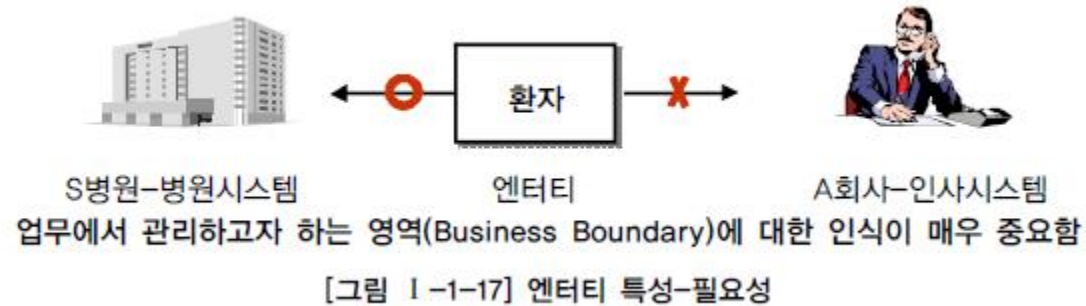 환자
S병원-병원시스템 엔터티 A회사-인사시스템
업무에서 관리하고자 하는 영역(Business Boundary)에 대한 인식이 매우 중요함
[그림 Ⅰ-1-17] 엔터티 특성-필요성